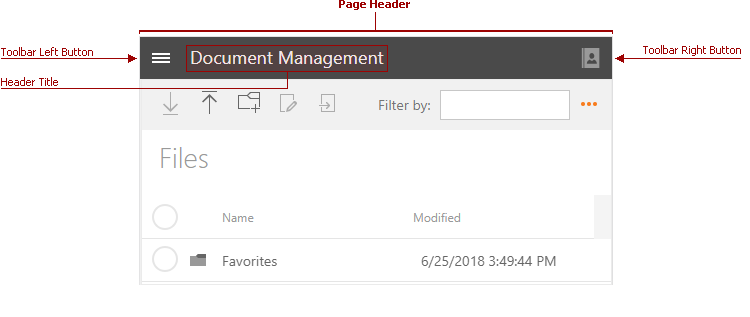 Page Header
Toolbar Left Button
Document Management
Toolbar Right Button
Header Title
Filter by:
Files
Name Modified
Favorites 6/25/2018 3:49:44 PM